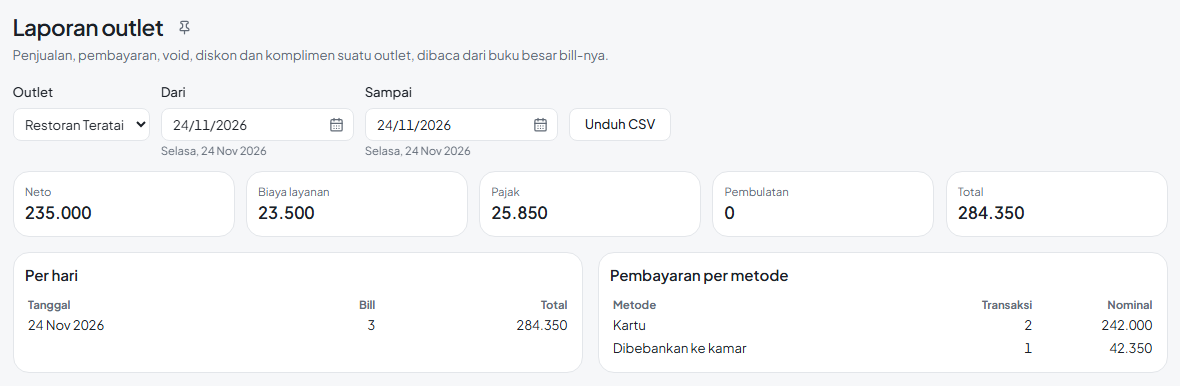 Laporan outlet
Penjualan, pembayaran, void, diskon dan komplimen suatu outlet, dibaca dari buku besar bill-nya.
Outlet Dari Sampai
Restoran Teratai 24/11/2026 24/11/2026 Unduh CSV
Selasa, 24 Nov 2026 Selasa, 24 Nov 2026
Neto Biaya layanan Pajak Pembulatan Total
235.000 23.500 25.850 0 284.350
Per hari
Tanggal Bill Total
24 Nov 2026 3 284.350
Pembayaran per metode
Metode Transaksi Nominal
Kartu 2 242.000
Dibebankan ke kamar 1 42.350